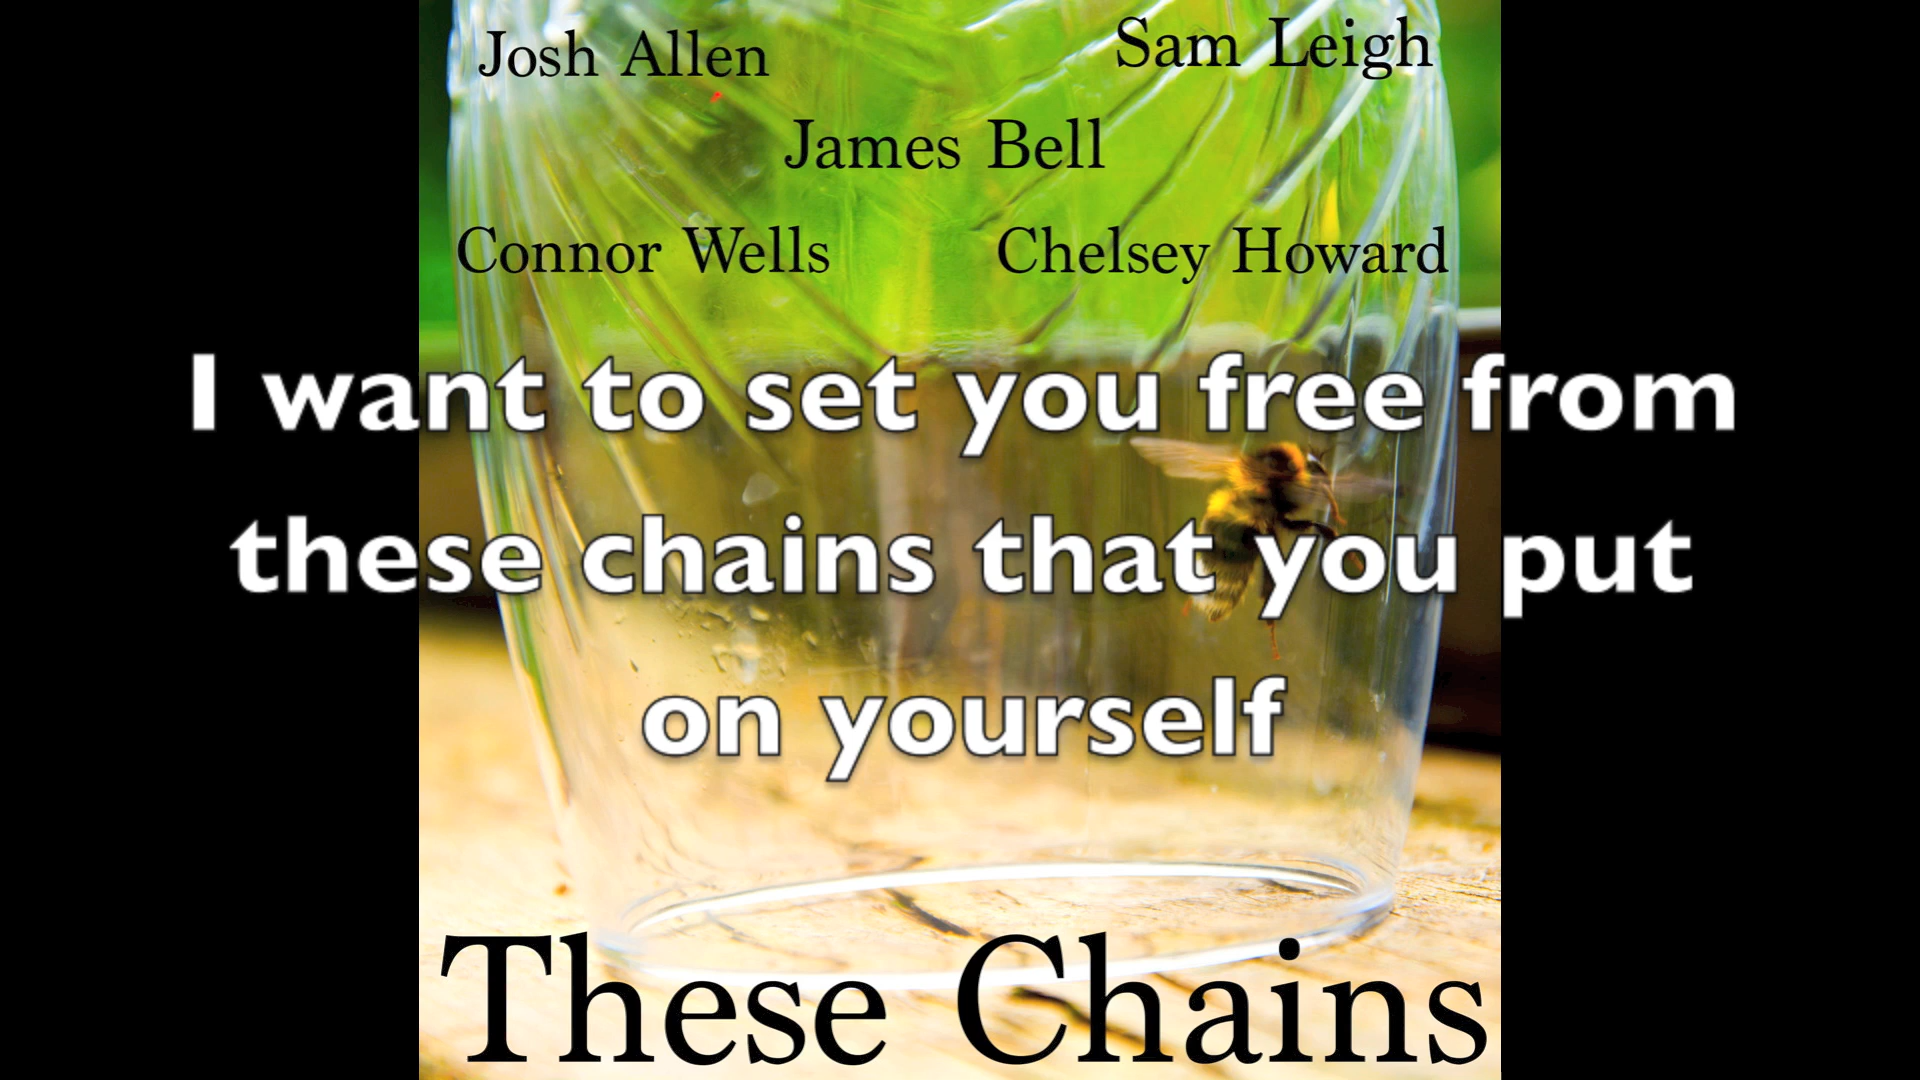 Josh Allen
Sam Leigh
James Bell
Connor Wells
Chelsey Howard
I want to set you free from
these chains that you put
on yourself
These Chains